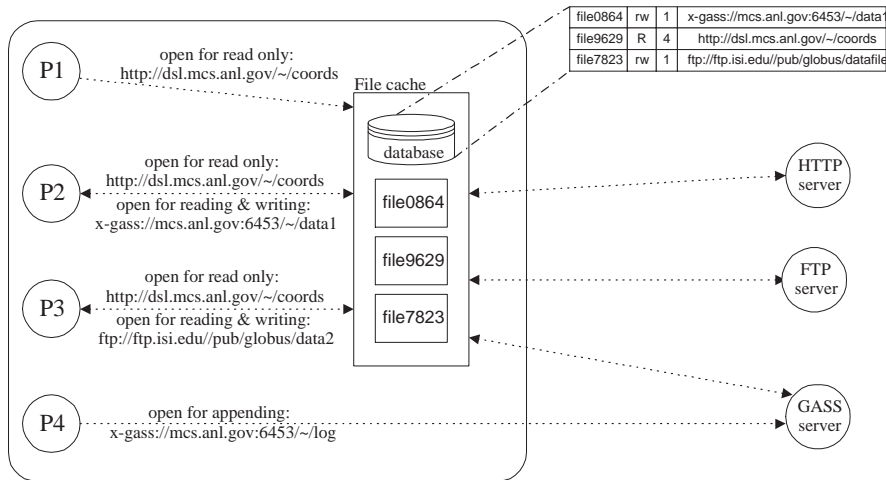 file0864 rw 1 x-gass://mcs.anl.gov:6453/~/data1
file9629 R 4 http://dsl.mcs.anl.gov/~/coords
file7823 rw 1 ftp://ftp.isi.edu//pub/globus/datafile
P1
open for read only:
http://dsl.mcs.anl.gov/~/coords
File cache
database
P2
open for read only:
http://dsl.mcs.anl.gov/~/coords
open for reading & writing:
x-gass://mcs.anl.gov:6453/~/data1
file0864
HTTP
server
file9629
P3
open for read only:
http://dsl.mcs.anl.gov/~/coords
open for reading & writing:
ftp://ftp.isi.edu//pub/globus/data2
file7823
FTP
server
P4
open for appending:
x-gass://mcs.anl.gov:6453/~/log
GASS
server